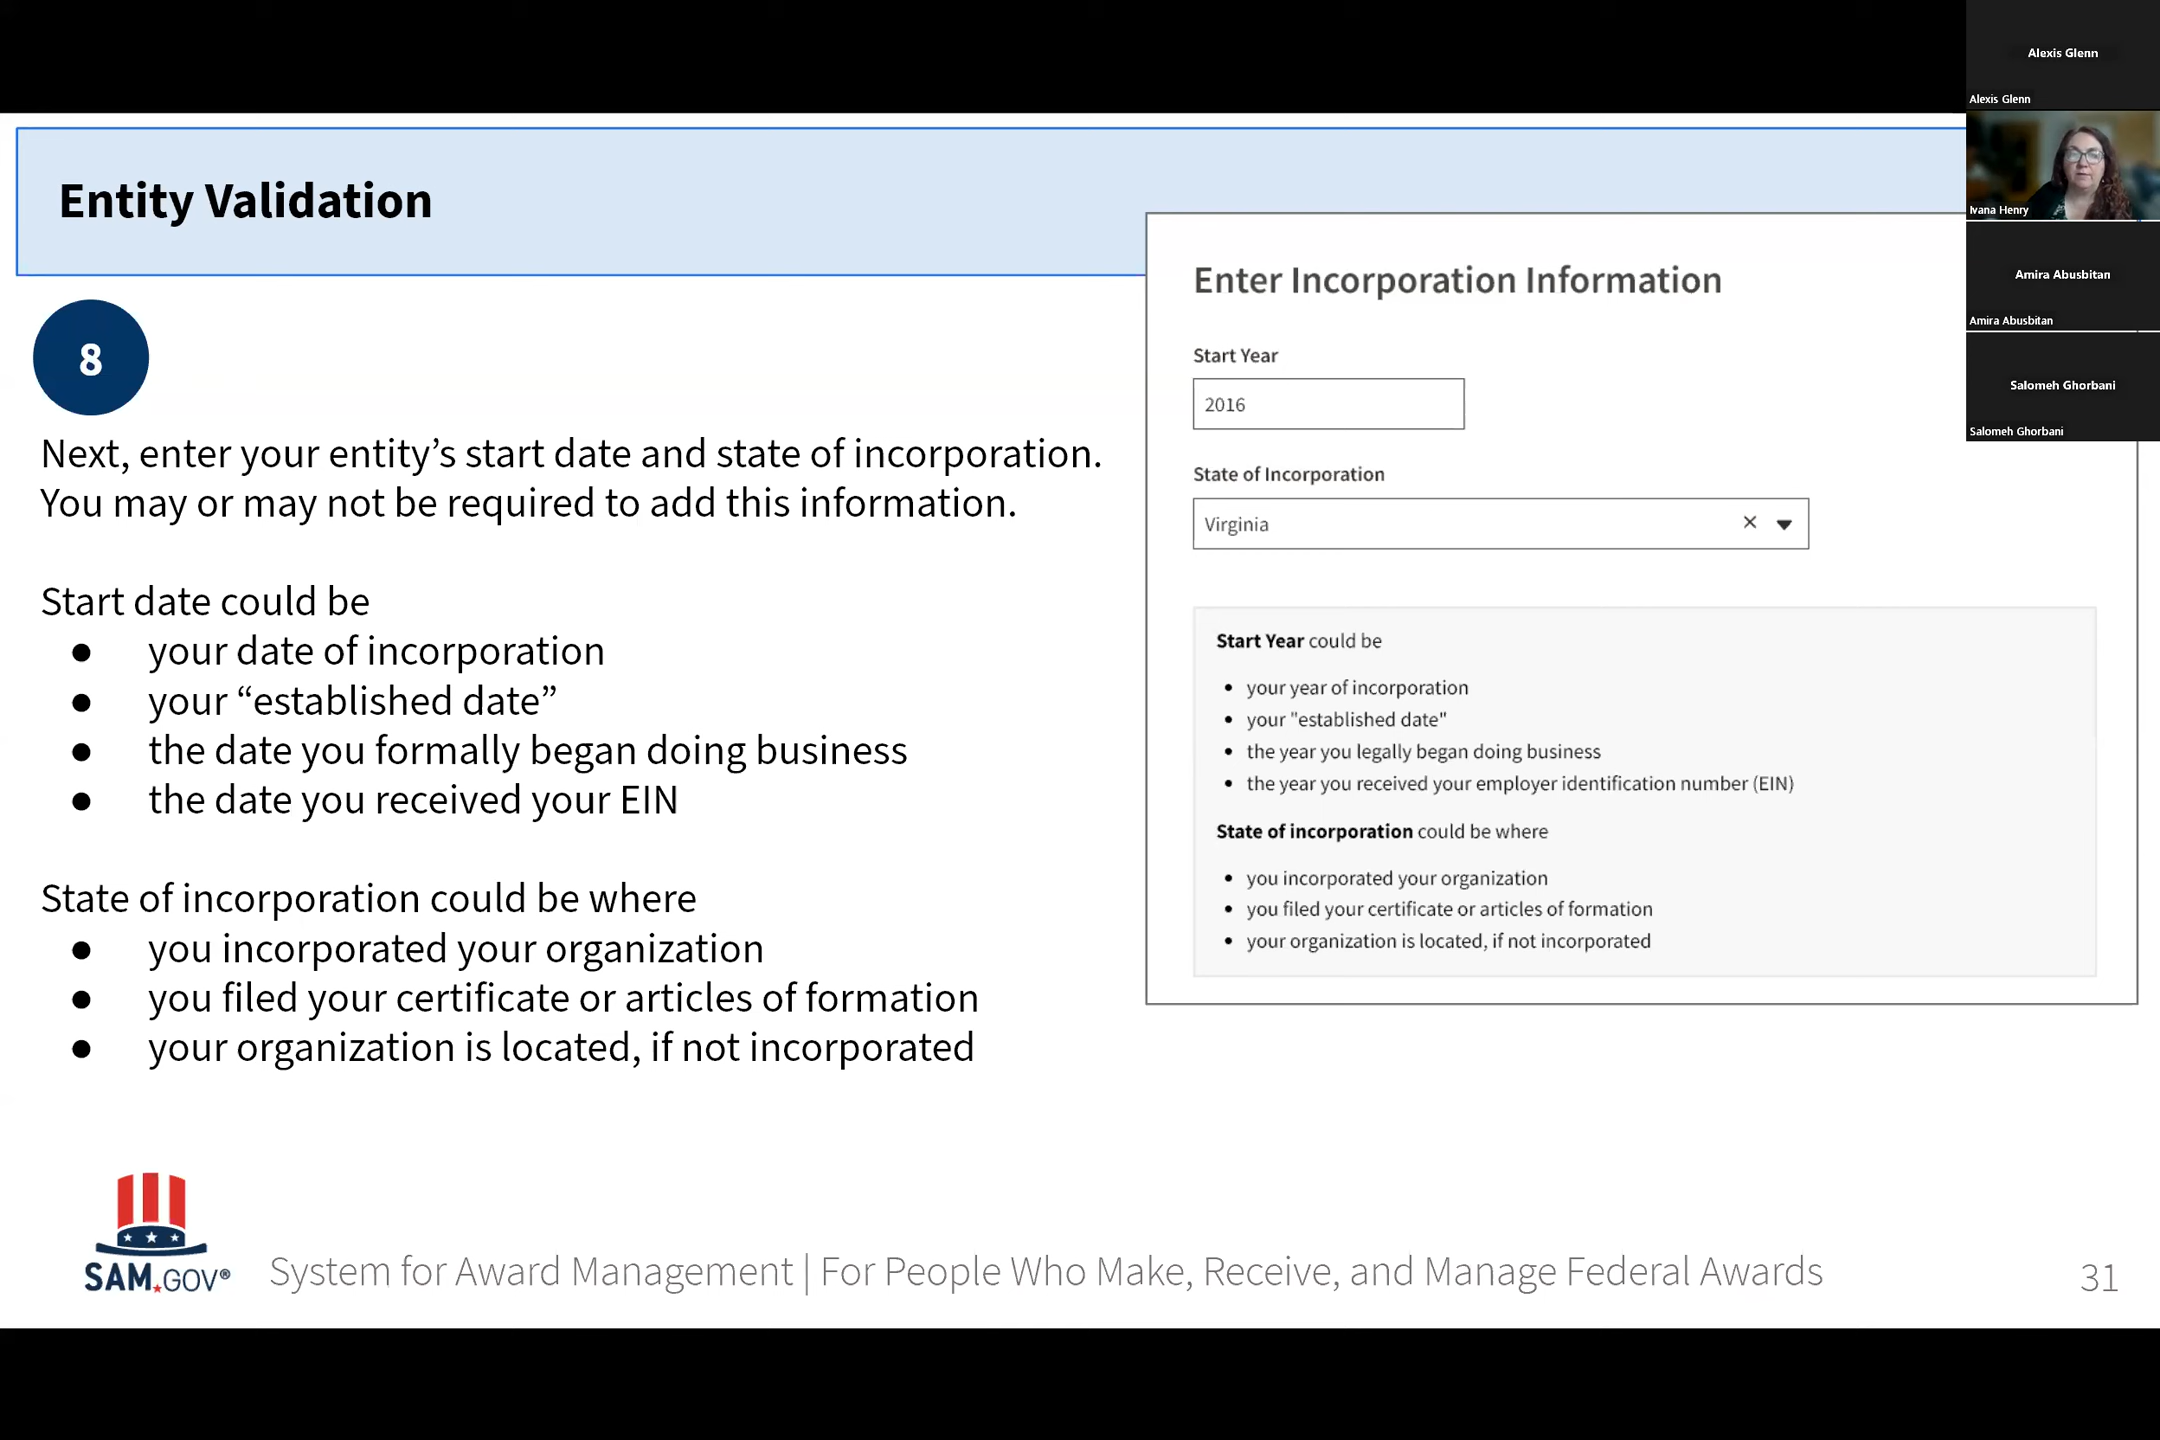 Alexis Glenn
Alexis Glenn
Ivana Henry
Amira Abusbitan
Amira Abusbitan
Salomeh Ghorbani
Salomeh Ghorbani
Entity Validation
8
Next, enter your entity’s start date and state of incorporation.
You may or may not be required to add this information.
Start date could be
● your date of incorporation
● your “established date”
● the date you formally began doing business
● the date you received your EIN
State of incorporation could be where
● you incorporated your organization
● you filed your certificate or articles of formation
● your organization is located, if not incorporated
Enter Incorporation Information
Start Year
2016
State of Incorporation
Virginia
Start Year could be
• your year of incorporation
• your "established date"
• the year you legally began doing business
• the year you received your employer identification number (EIN)
State of incorporation could be where
• you incorporated your organization
• you filed your certificate or articles of formation
• your organization is located, if not incorporated
SAM.GOV®
System for Award Management | For People Who Make, Receive, and Manage Federal Awards
31